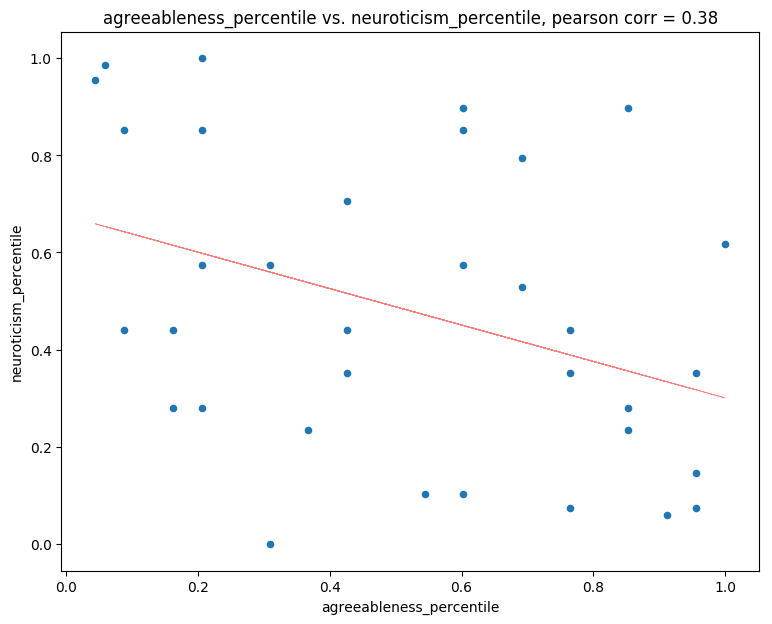 agreeableness_percentile vs. neuroticism_percentile, pearson corr = 0.38
neuroticism_percentile
1.0
0.8
0.6
0.4
0.2
0.0
0.0 0.2 0.4 0.6 0.8 1.0
agreeableness_percentile